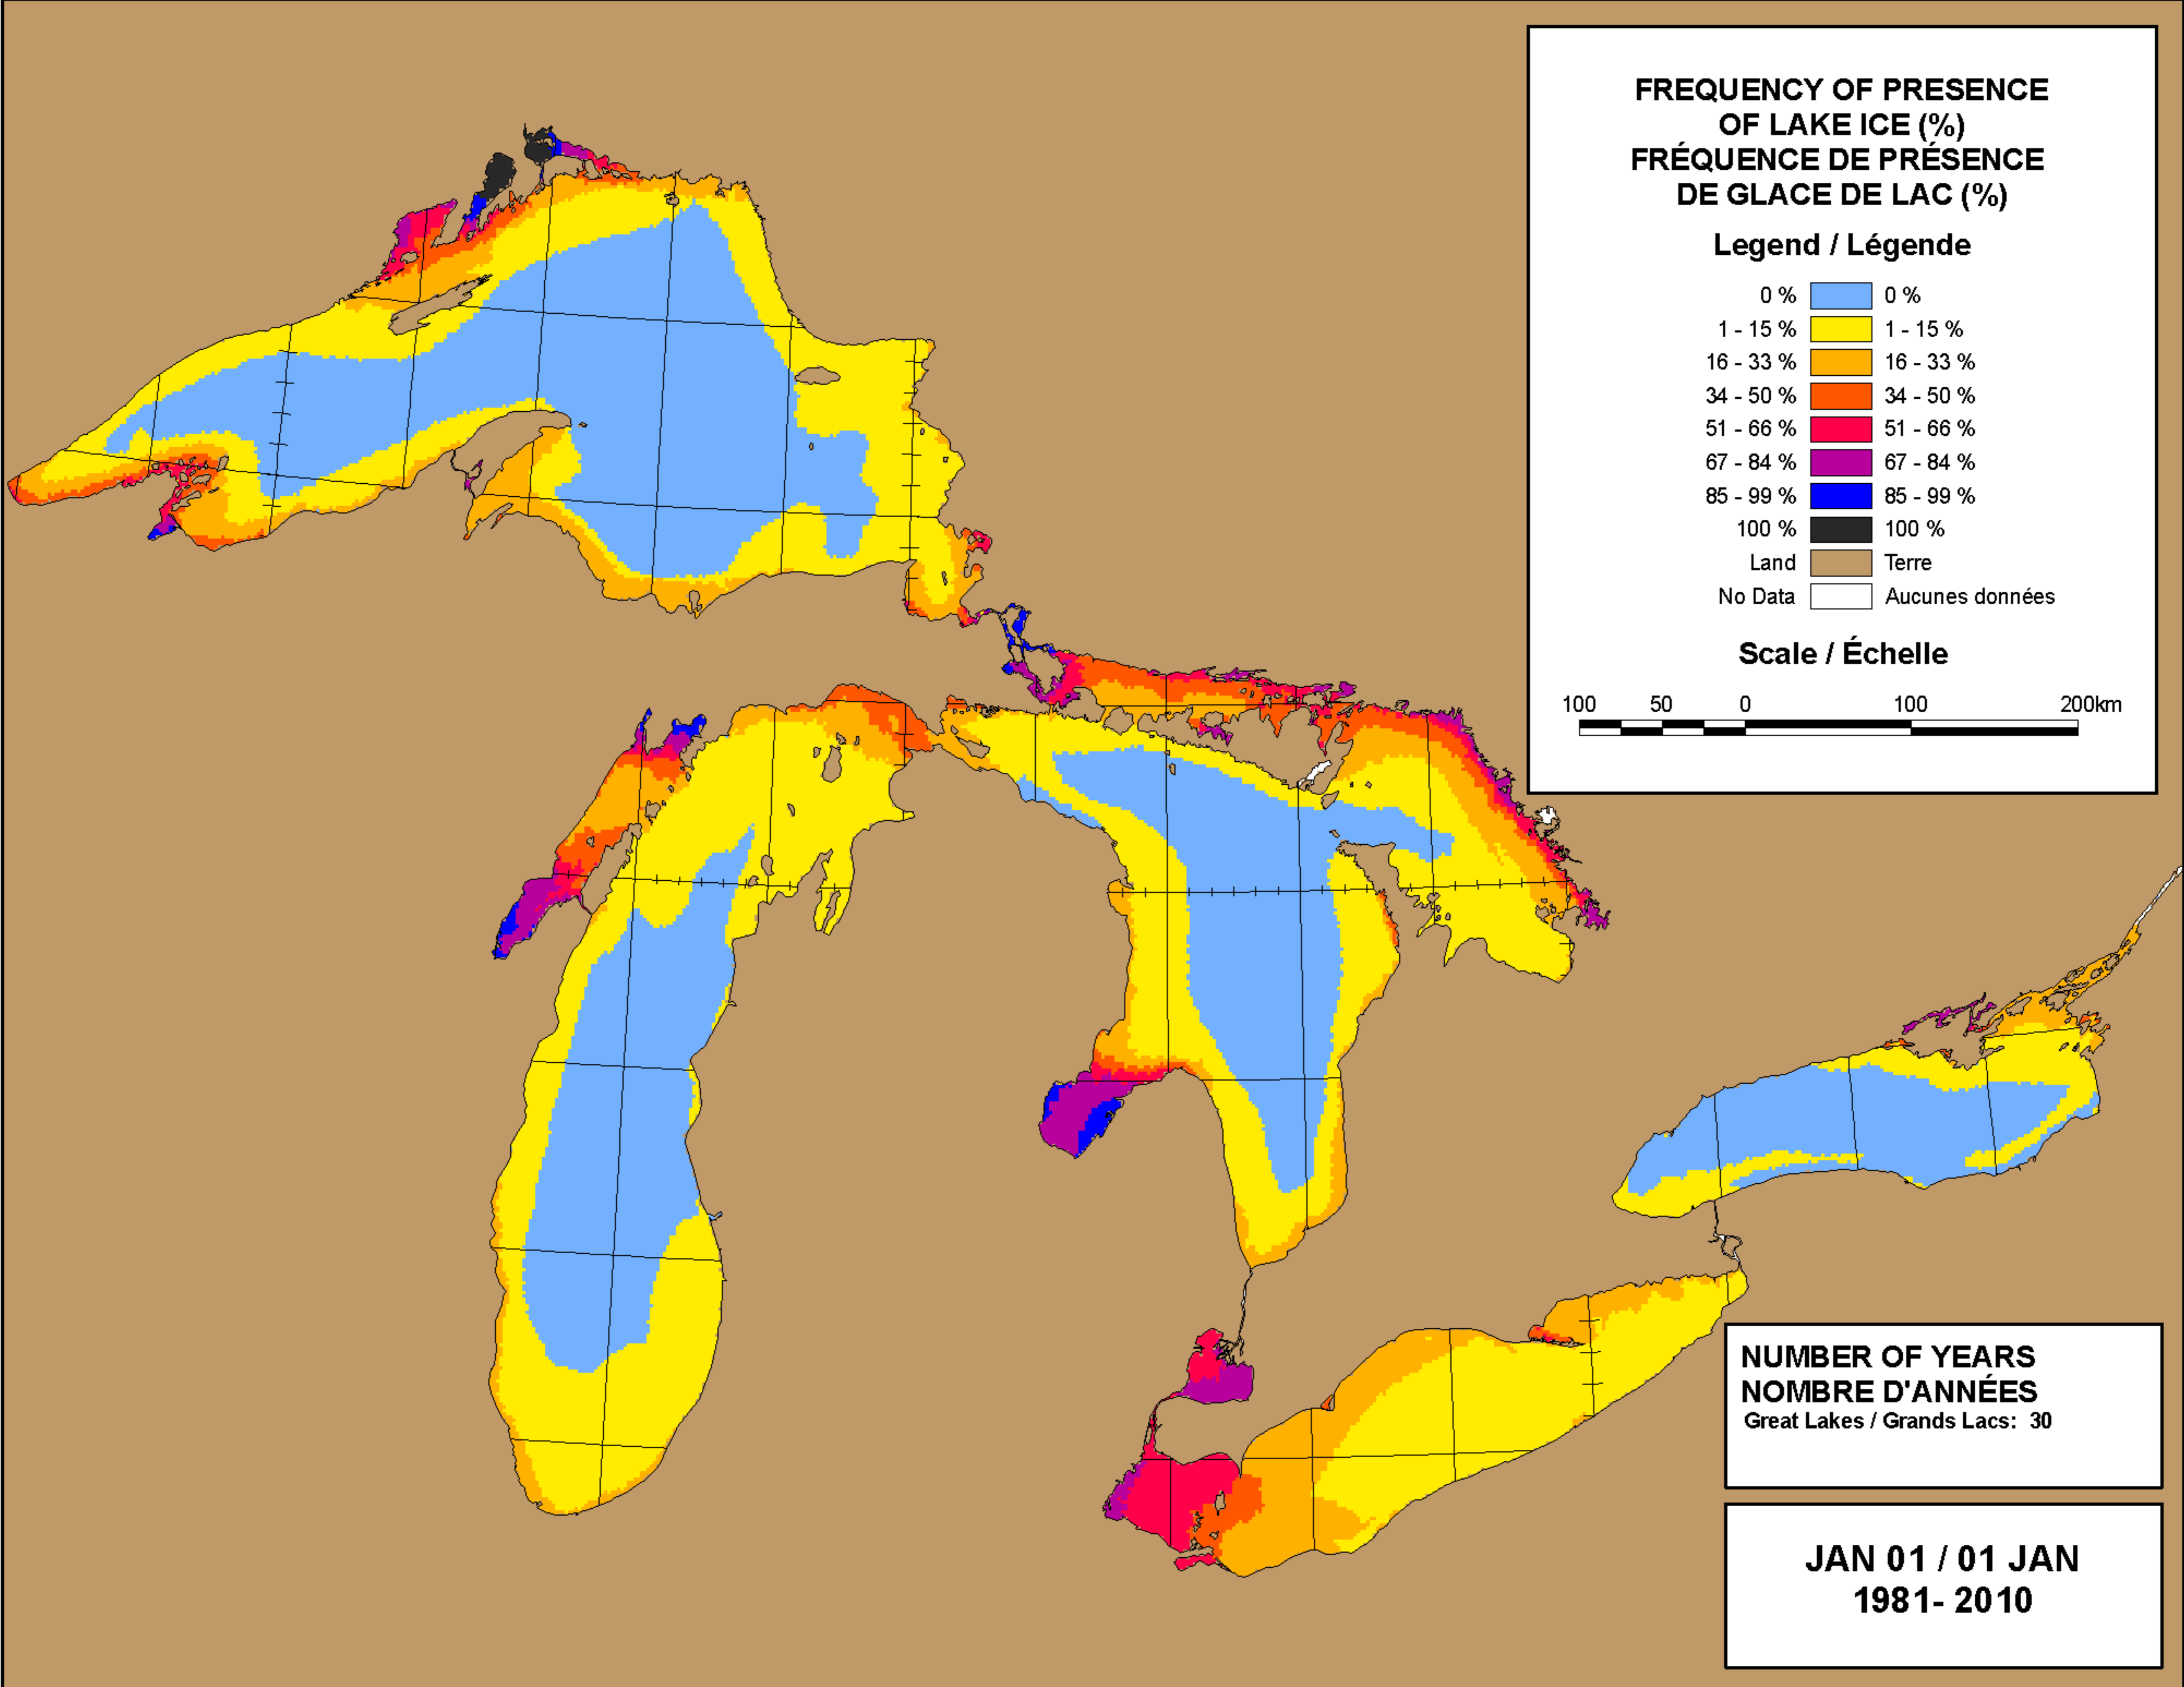 FREQUENCY OF PRESENCE
OF LAKE ICE (%)
FRÉQUENCE DE PRÉSENCE
DE GLACE DE LAC (%)
Legend / Légende
0 % 0 %
1 - 15 % 1 - 15 %
16 - 33 % 16 - 33 %
34 - 50 % 34 - 50 %
51 - 66 % 51 - 66 %
67 - 84 % 67 - 84 %
85 - 99 % 85 - 99 %
100 % 100 %
Land Terre
No Data Aucunes données
Scale / Échelle
100 50 0 100 200km
NUMBER OF YEARS
NOMBRE D'ANNÉES
Great Lakes / Grands Lacs: 30
JAN 01 / 01 JAN
1981- 2010